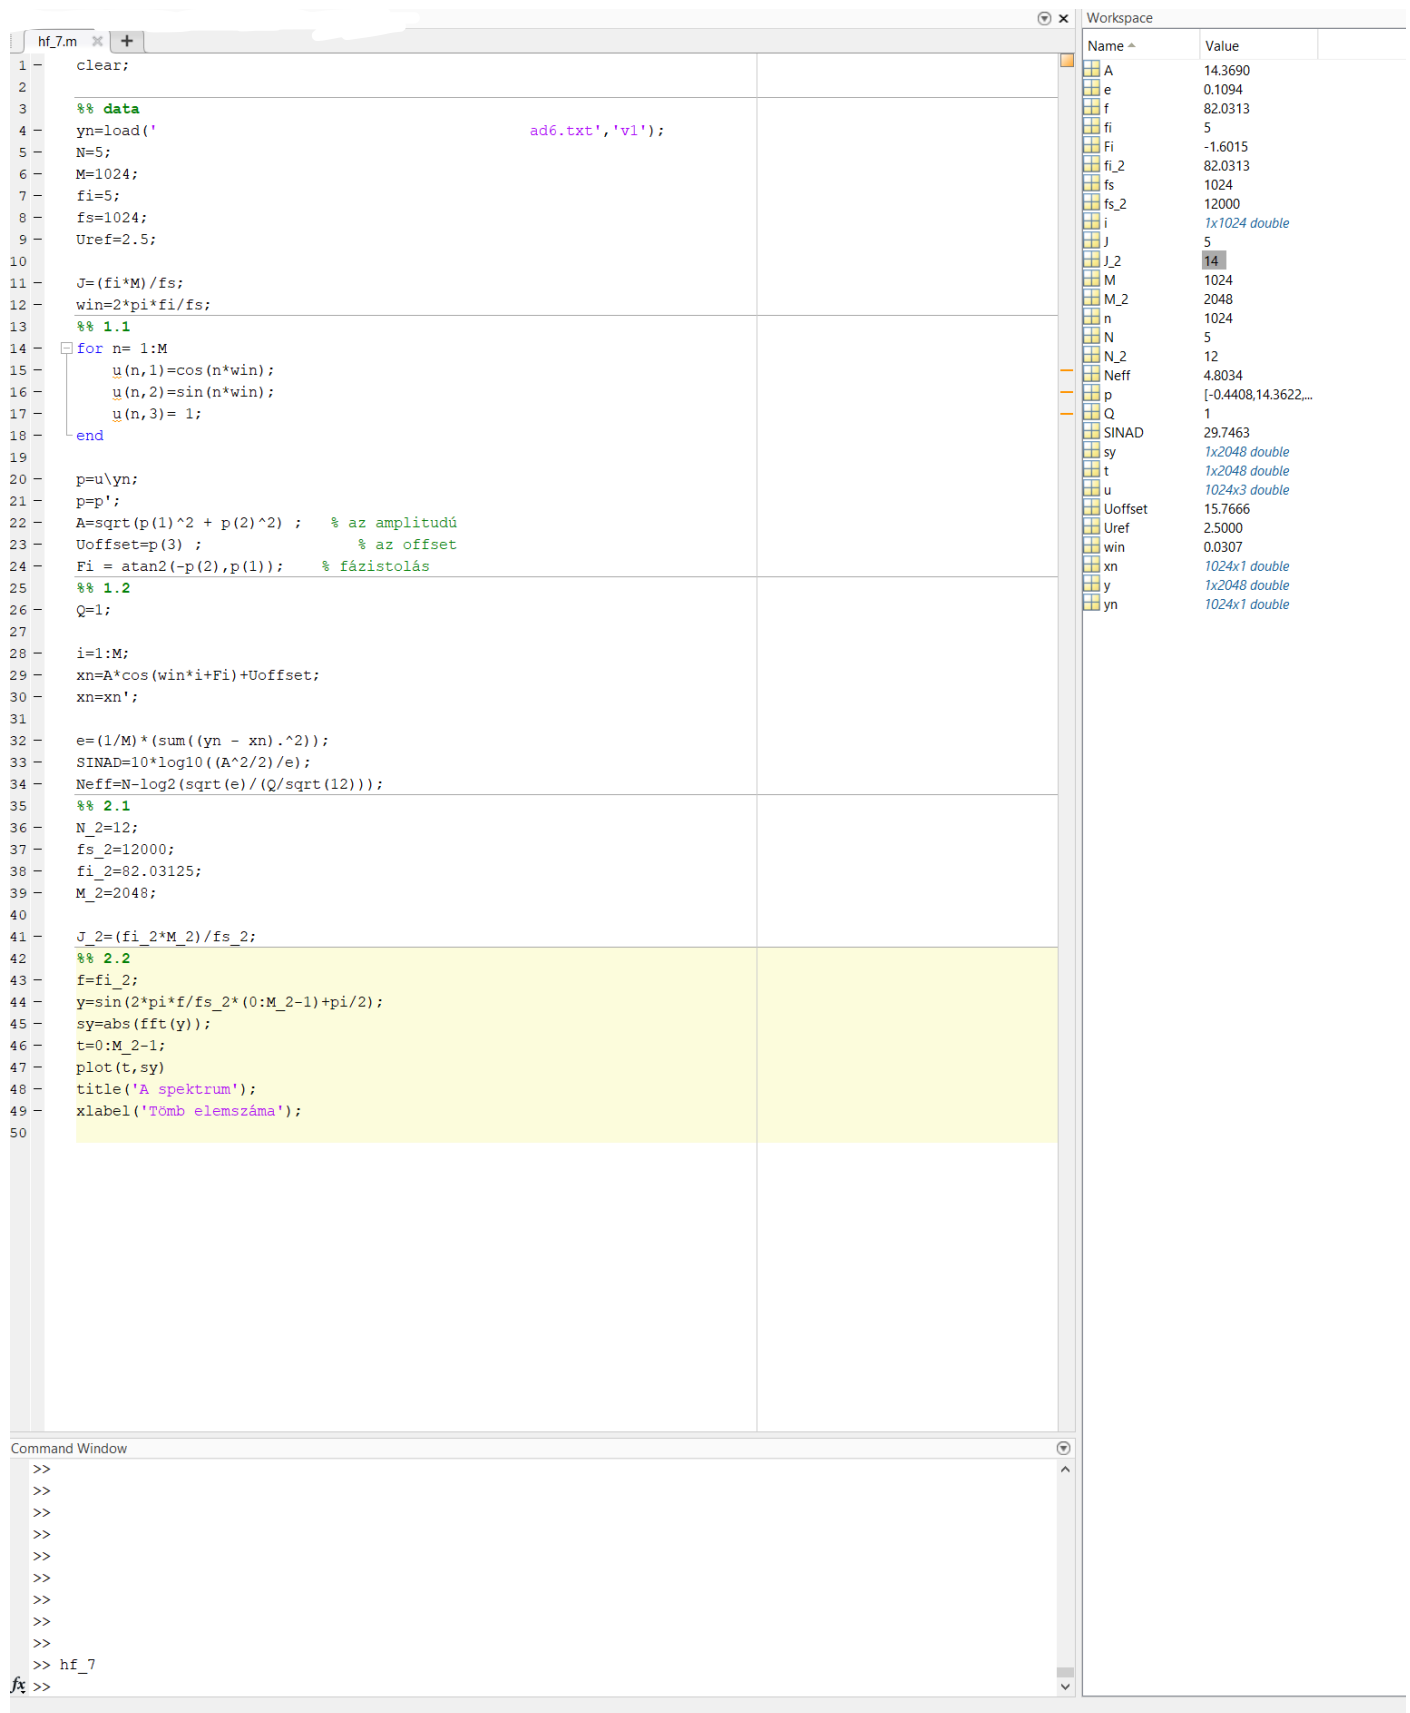 Workspace
hf_7.m
Name Value
1 clear;
2
3 %% data
4 yn=load(' ad6.txt','v1');
5 N=5;
6 M=1024;
7 fi=5;
8 fs=1024;
9 Uref=2.5;
10
11 J=(fi*M)/fs;
12 win=2*pi*fi/fs;
13 %% 1.1
14 for n= 1:M
15 u(n,1)=cos(n*win);
16 u(n,2)=sin(n*win);
17 u(n,3)= 1;
18 end
19
20 p=u\yn;
21 p=p';
22 A=sqrt(p(1)^2 + p(2)^2) ; % az amplitudú
23 Uoffset=p(3) ; % az offset
24 Fi = atan2(-p(2),p(1)); % fázistolás
25 %% 1.2
26 Q=1;
27
28 i=1:M;
29 xn=A*cos(win*i+Fi)+Uoffset;
30 xn=xn';
31
32 e=(1/M)*(sum((yn - xn).^2));
33 SINAD=10*log10((A^2/2)/e);
34 Neff=N-log2(sqrt(e)/(Q/sqrt(12)));
35 %% 2.1
36 N_2=12;
37 fs_2=12000;
38 fi_2=82.03125;
39 M_2=2048;
40
41 J_2=(fi_2*M_2)/fs_2;
42 %% 2.2
43 f=fi_2;
44 y=sin(2*pi*f/fs_2*(0:M_2-1)+pi/2);
45 sy=abs(fft(y));
46 t=0:M_2-1;
47 plot(t,sy)
48 title('A spektrum');
49 xlabel('Tömb elemszáma');
50
A 14.3690
e 0.1094
f 82.0313
fi 5
Fi -1.6015
fi_2 82.0313
fs 1024
fs_2 12000
i 1x1024 double
J 5
J_2 14
M 1024
M_2 2048
n 1024
N 5
N_2 12
Neff 4.8034
p [-0.4408,14.3622,...
Q 1
SINAD 29.7463
sy 1x2048 double
t 1x2048 double
u 1024x3 double
Uoffset 15.7666
Uref 2.5000
win 0.0307
xn 1024x1 double
y 1x2048 double
yn 1024x1 double
Command Window
>>
>>
>>
>>
>>
>>
>>
>>
>>
>> hf_7
fx >>